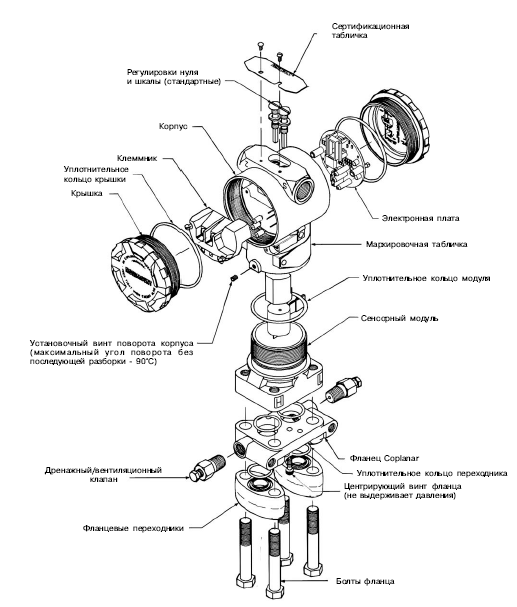 Сертификационная
табличка
Регулировки нуля
и шкалы (стандартные)
Корпус
Клеммник
Уплотнительное
кольцо крышки
Крышка
Электронная плата
Маркировочная табличка
Уплотнительное кольцо модуля
Сенсорный модуль
Установочный винт поворота корпуса
(максимальный угол поворота без
последующей разборки - 90°С)
H
Фланец Coplanar
Дренажный/вентиляционный
клапан
Уплотнительное кольцо переходника
Центрирующий винт фланца
(не выдерживает давления)
Фланцевые переходники
Болты фланца